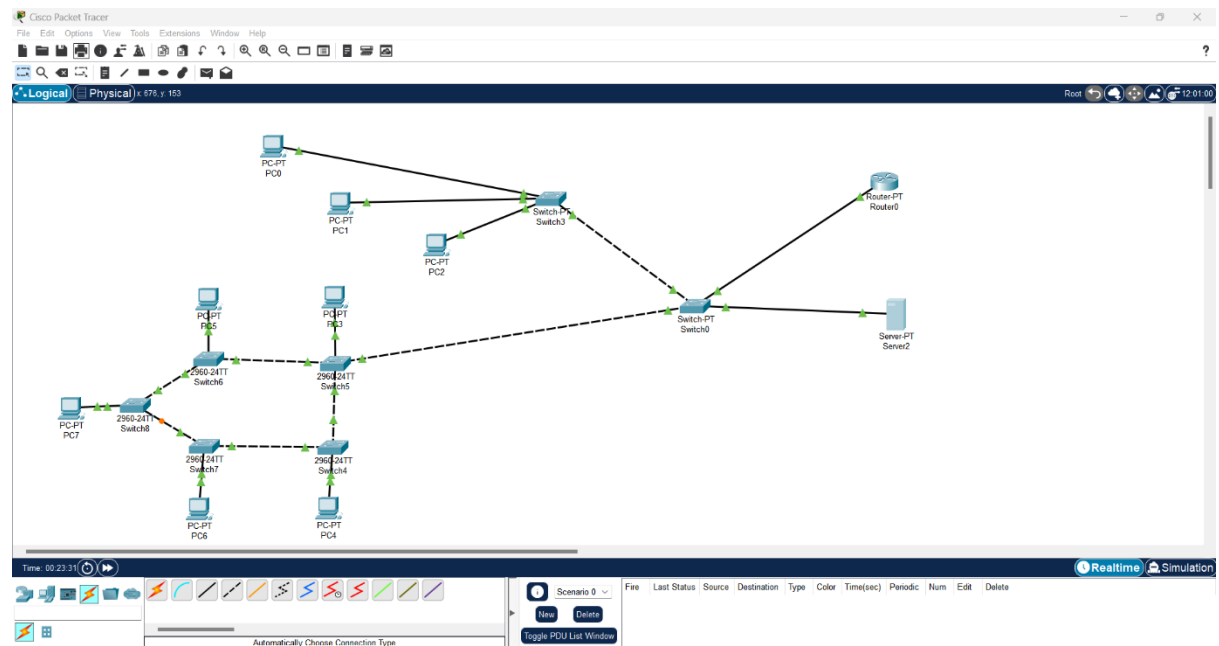 Cisco Packet Tracer
File Edit Options View Tools Extensions Window Help
?
Logical Physical x: 676, y: 153 Root 12:01:00
PC-PT
PC0
PC-PT
PC1
PC-PT
PC2
Switch-PT
Switch3
Router-PT
Router0
Switch-PT
Switch0
Server-PT
Server2
PC-PT
PC5
PC-PT
PC3
2960-24TT
Switch6
2960-24TT
Switch5
PC-PT
PC7
2960-24TT
Switch8
2960-24TT
Switch7
2960-24TT
Switch4
PC-PT
PC6
PC-PT
PC4
Time: 00:23:31 Realtime Simulation
Scenario 0
New Delete
Toggle PDU List Window
Fire Last Status Source Destination Type Color Time(sec) Periodic Num Edit Delete
Automatically Choose Connection Type